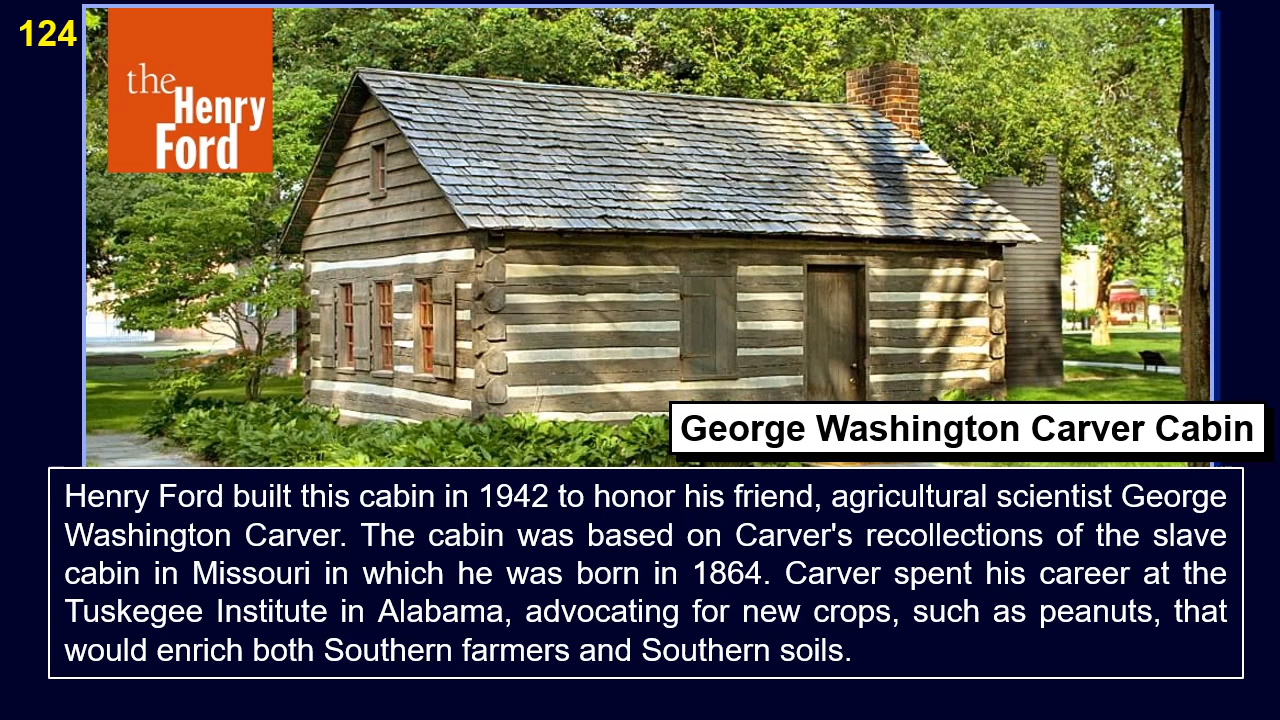 124
the
Henry
Ford
George Washington Carver Cabin
Henry Ford built this cabin in 1942 to honor his friend, agricultural scientist George
Washington Carver. The cabin was based on Carver's recollections of the slave
cabin in Missouri in which he was born in 1864. Carver spent his career at the
Tuskegee Institute in Alabama, advocating for new crops, such as peanuts, that
would enrich both Southern farmers and Southern soils.